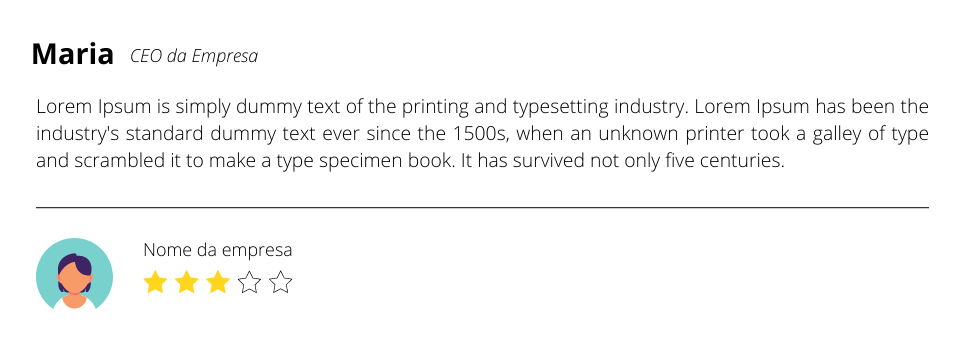 Maria CEO da Empresa
Lorem Ipsum is simply dummy text of the printing and typesetting industry. Lorem Ipsum has been the
industry's standard dummy text ever since the 1500s, when an unknown printer took a galley of type
and scrambled it to make a type specimen book. It has survived not only five centuries.
Nome da empresa